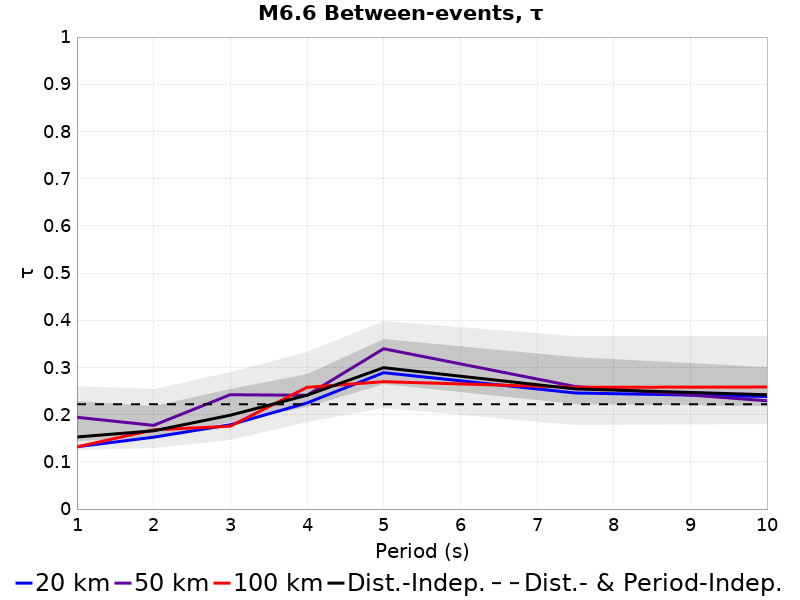 M6.6 Between-events, τ
1
0.9
0.8
0.7
0.6
0.5
0.4
0.3
0.2
0.1
0
τ
1 2 3 4 5 6 7 8 9 10
Period (s)
20 km 50 km 100 km Dist.-Indep. Dist.- & Period-Indep.